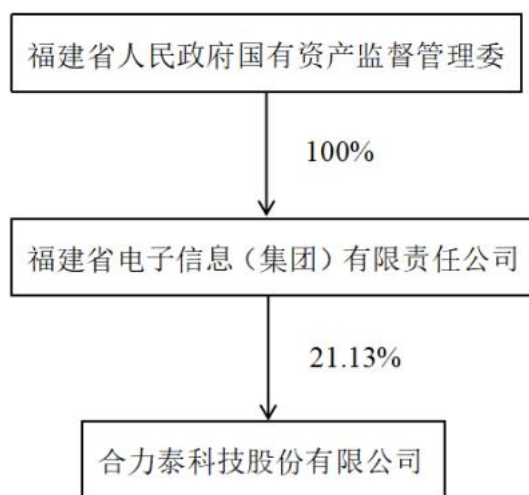 福建省人民政府国有资产监督管理委
100%
福建省电子信息（集团）有限责任公司
21.13%
合力泰科技股份有限公司